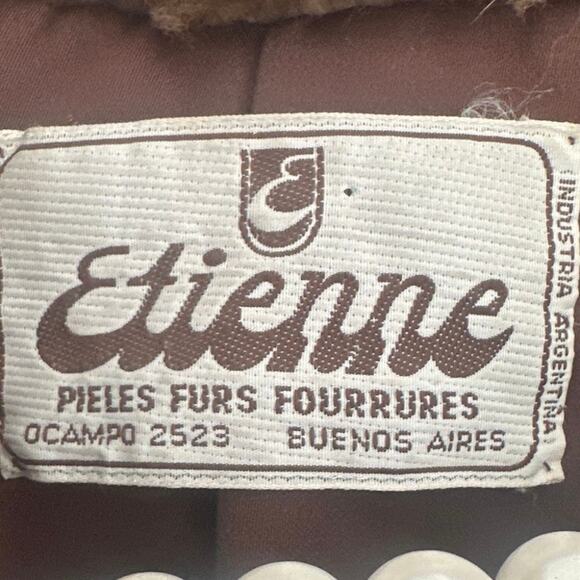 E
Etienne
PIELES FURS FOURRURES
OCAMPO 2523 BUENOS AIRES
INDUSTRIA ARGENTINA